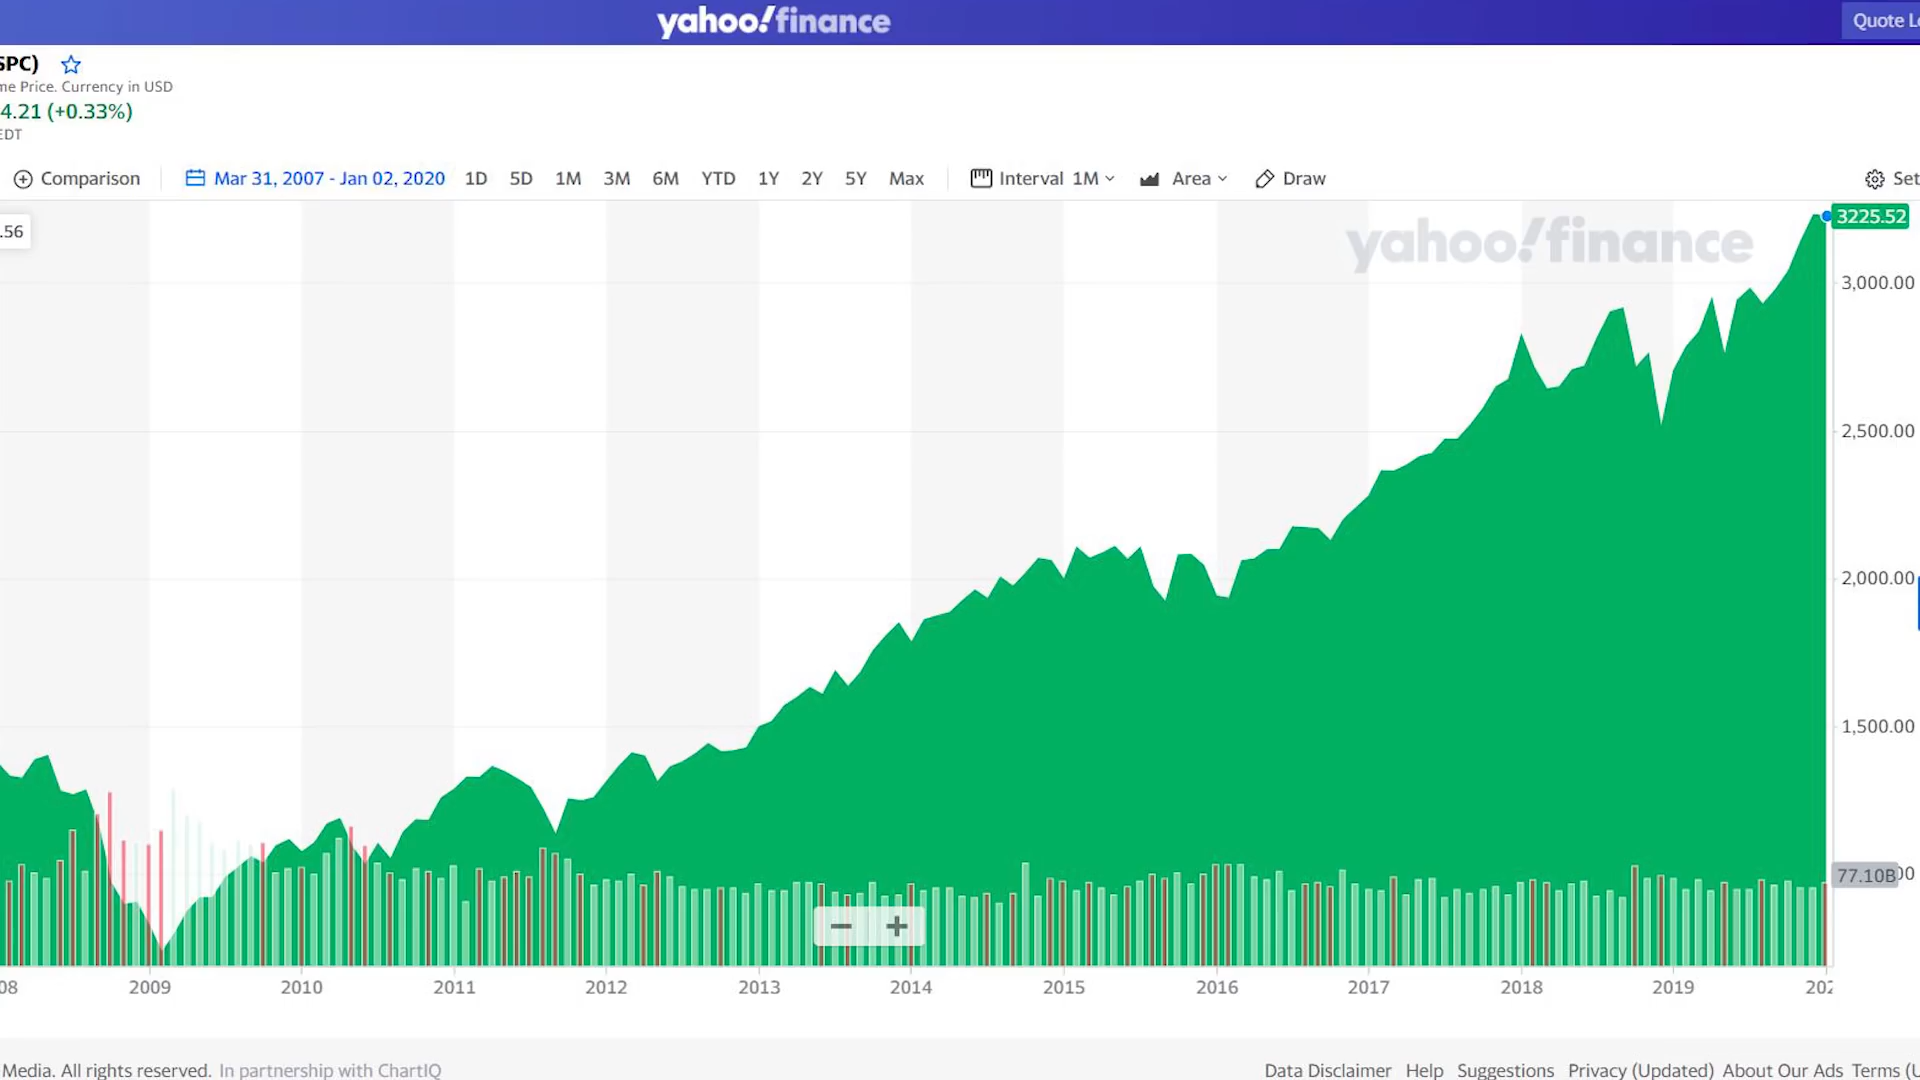 yahoo!finance
Quote Lo
SPC)
me Price. Currency in USD
4.21 (+0.33%)
EDT
Comparison Mar 31, 2007 - Jan 02, 2020 1D 5D 1M 3M 6M YTD 1Y 2Y 5Y Max Interval 1M Area Draw Set
.56
yahoo!finance
3225.52
3,000.00
2,500.00
2,000.00
1,500.00
77.10B 00
08 2009 2010 2011 2012 2013 2014 2015 2016 2017 2018 2019 202
Media. All rights reserved. In partnership with ChartIQ Data Disclaimer Help Suggestions Privacy (Updated) About Our Ads Terms (U